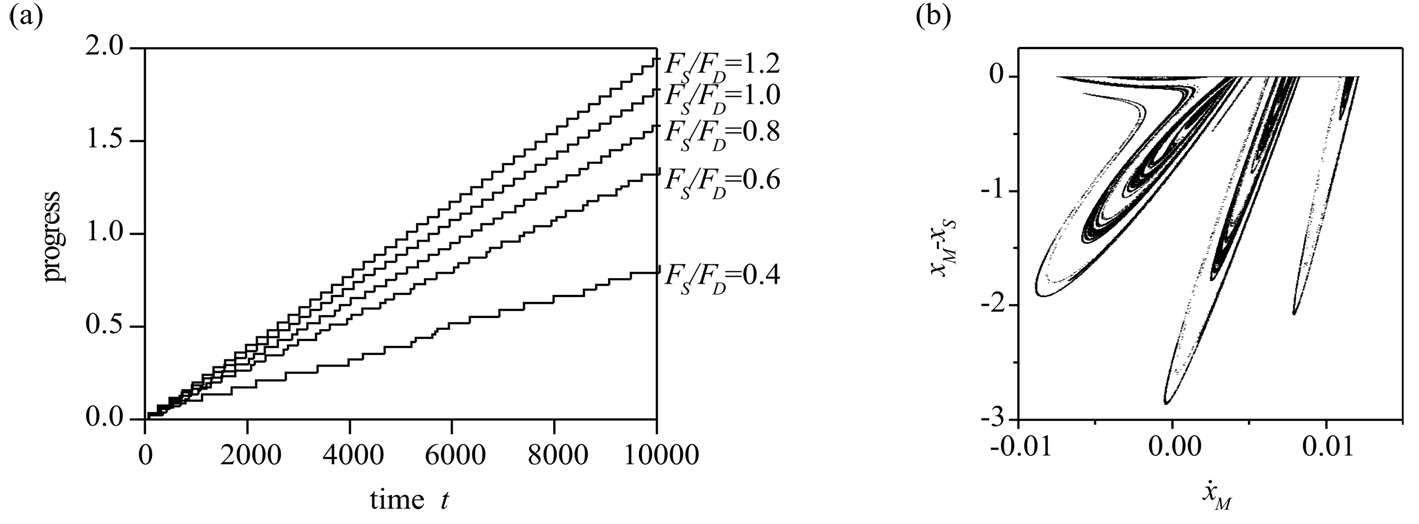 (a)
2.0
1.5
1.0
0.5
0.0
progress
0 2000 4000 6000 8000 10000
time t
F_S/F_D=1.2
F_S/F_D=1.0
F_S/F_D=0.8
F_S/F_D=0.6
F_S/F_D=0.4
(b)
0
-1
-2
-3
x_M-x_S
-0.01 0.00 0.01
ẋ_M